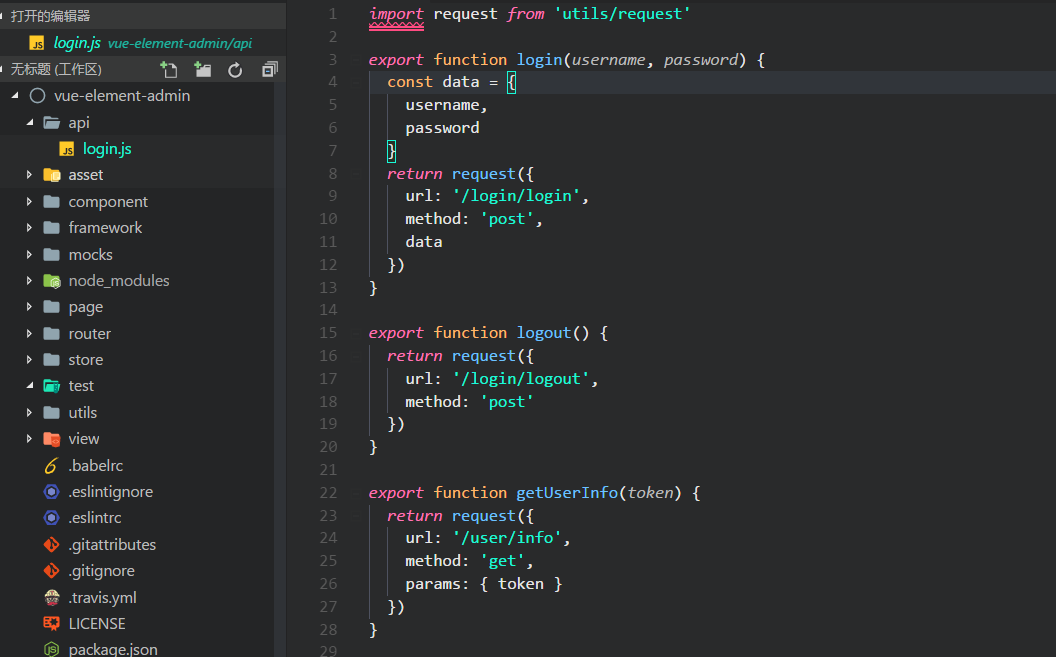 打开的编辑器
JS login.js vue-element-admin/api
无标题 (工作区)
vue-element-admin
api
JS login.js
asset
component
framework
mocks
node_modules
page
router
store
test
utils
view
.babelrc
.eslintignore
.eslintrc
.gitattributes
.gitignore
.travis.yml
LICENSE
package.json
1 import request from 'utils/request'
2
3 export function login(username, password) {
4 const data = {
5 username,
6 password
7 }
8 return request({
9 url: '/login/login',
10 method: 'post',
11 data
12 })
13 }
14
15 export function logout() {
16 return request({
17 url: '/login/logout',
18 method: 'post'
19 })
20 }
21
22 export function getUserInfo(token) {
23 return request({
24 url: '/user/info',
25 method: 'get',
26 params: { token }
27 })
28 }
29